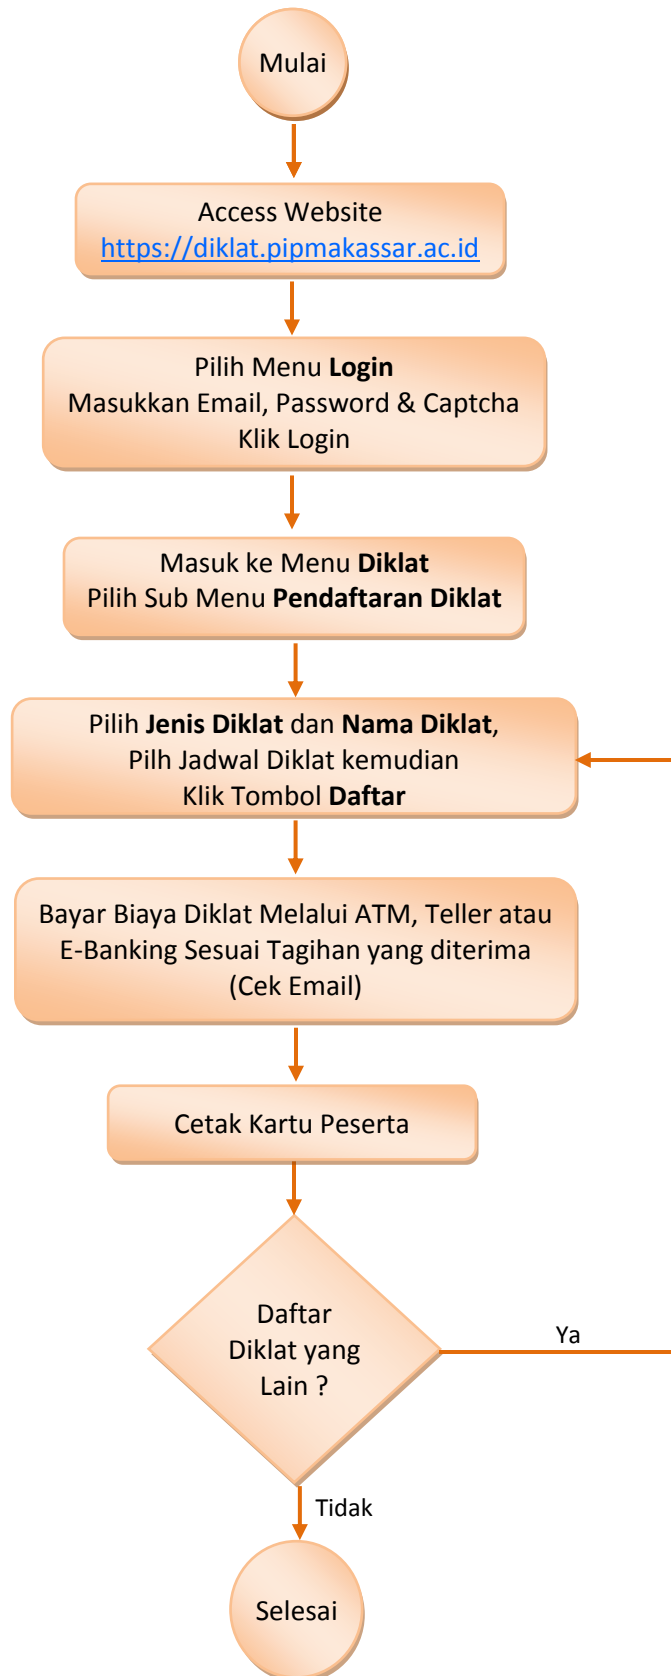 Mulai
Access Website
https://diklat.pipmakassar.ac.id
Pilih Menu Login
Masukkan Email, Password & Captcha
Klik Login
Masuk ke Menu Diklat
Pilih Sub Menu Pendaftaran Diklat
Pilih Jenis Diklat dan Nama Diklat,
Pilh Jadwal Diklat kemudian
Klik Tombol Daftar
Bayar Biaya Diklat Melalui ATM, Teller atau
E-Banking Sesuai Tagihan yang diterima
(Cek Email)
Cetak Kartu Peserta
Daftar
Diklat yang
Lain ?
Ya
Tidak
Selesai